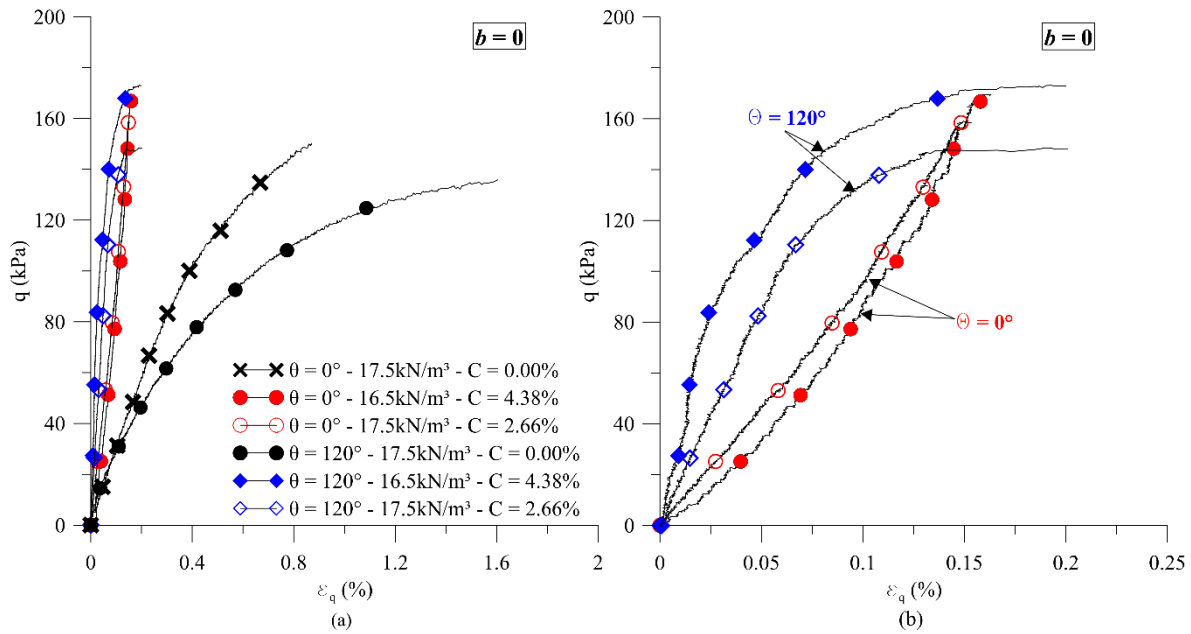 b = 0
200
160
120
80
40
0
q (kPa)
θ = 0° - 17.5kN/m³ - C = 0.00%
θ = 0° - 16.5kN/m³ - C = 4.38%
θ = 0° - 17.5kN/m³ - C = 2.66%
θ = 120° - 17.5kN/m³ - C = 0.00%
θ = 120° - 16.5kN/m³ - C = 4.38%
θ = 120° - 17.5kN/m³ - C = 2.66%
0 0.4 0.8 1.2 1.6 2
ε_q (%)
(a)
b = 0
200
160
120
80
40
0
q (kPa)
Θ = 120°
Θ = 0°
0 0.05 0.1 0.15 0.2 0.25
ε_q (%)
(b)